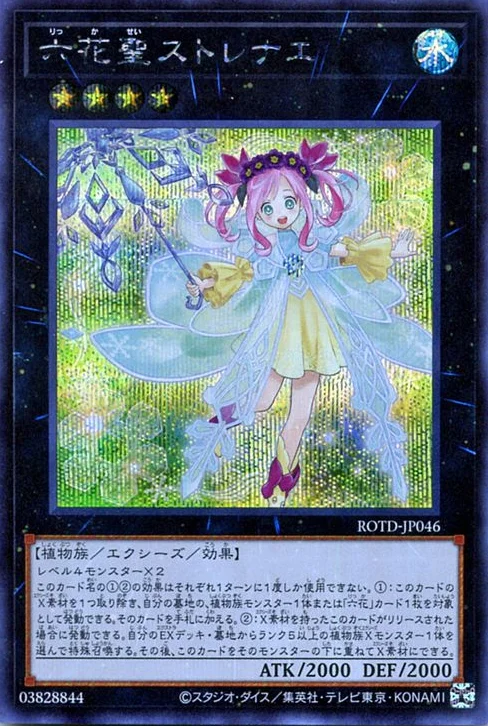 りっ か せい
六花聖ストレナエ
水
ROTD-JP046
【植物族／エクシーズ／効果】
レベル４モンスター×２
このカード名の①②の効果はそれぞれ１ターンに１度しか使用できない。①：このカードの
X素材を１つ取り除き、自分の墓地の、植物族モンスター１体または「六花」カード１枚を対象
として発動できる。そのカードを手札に加える。②：X素材を持ったこのカードがリリースされた
場合に発動できる。自分のEXデッキ・墓地からランク５以上の植物族Xモンスター１体を
選んで特殊召喚する。その後、このカードをそのモンスターの下に重ねてX素材にできる。
ATK/2000 DEF/2000
03828844
©スタジオ・ダイス／集英社・テレビ東京・KONAMI